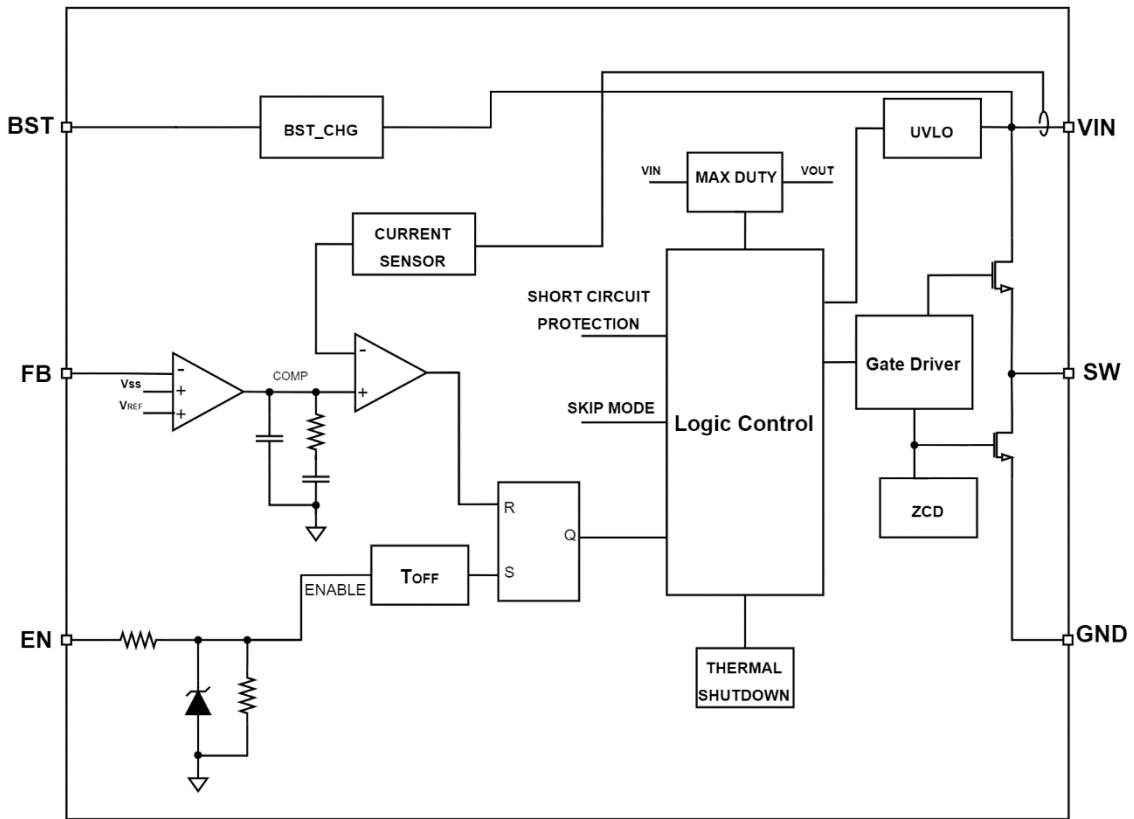 BST
BST_CHG
UVLO
VIN
VIN
MAX DUTY
VOUT
CURRENT
SENSOR
SHORT CIRCUIT
PROTECTION
-
+
FB
-
Vss
+
VREF
+
COMP
Gate Driver
SW
SKIP MODE
Logic Control
ZCD
R
Q
S
TOFF
ENABLE
EN
GND
THERMAL
SHUTDOWN